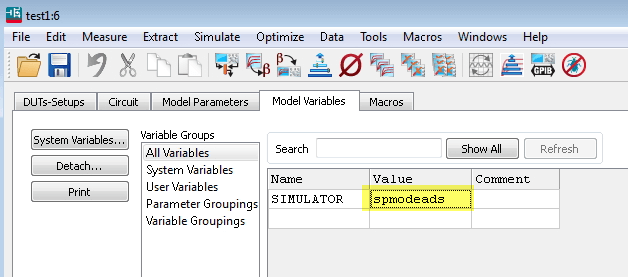 test1:6
File Edit Measure Extract Simulate Optimize Data Tools Macros Windows Help
GPIB
DUTs-Setups Circuit Model Parameters Model Variables Macros
System Variables...
Detach...
Print
Variable Groups
All Variables
System Variables
User Variables
Parameter Groupings
Variable Groupings
Search Show All Refresh
Name Value Comment
SIMULATOR spmodeads